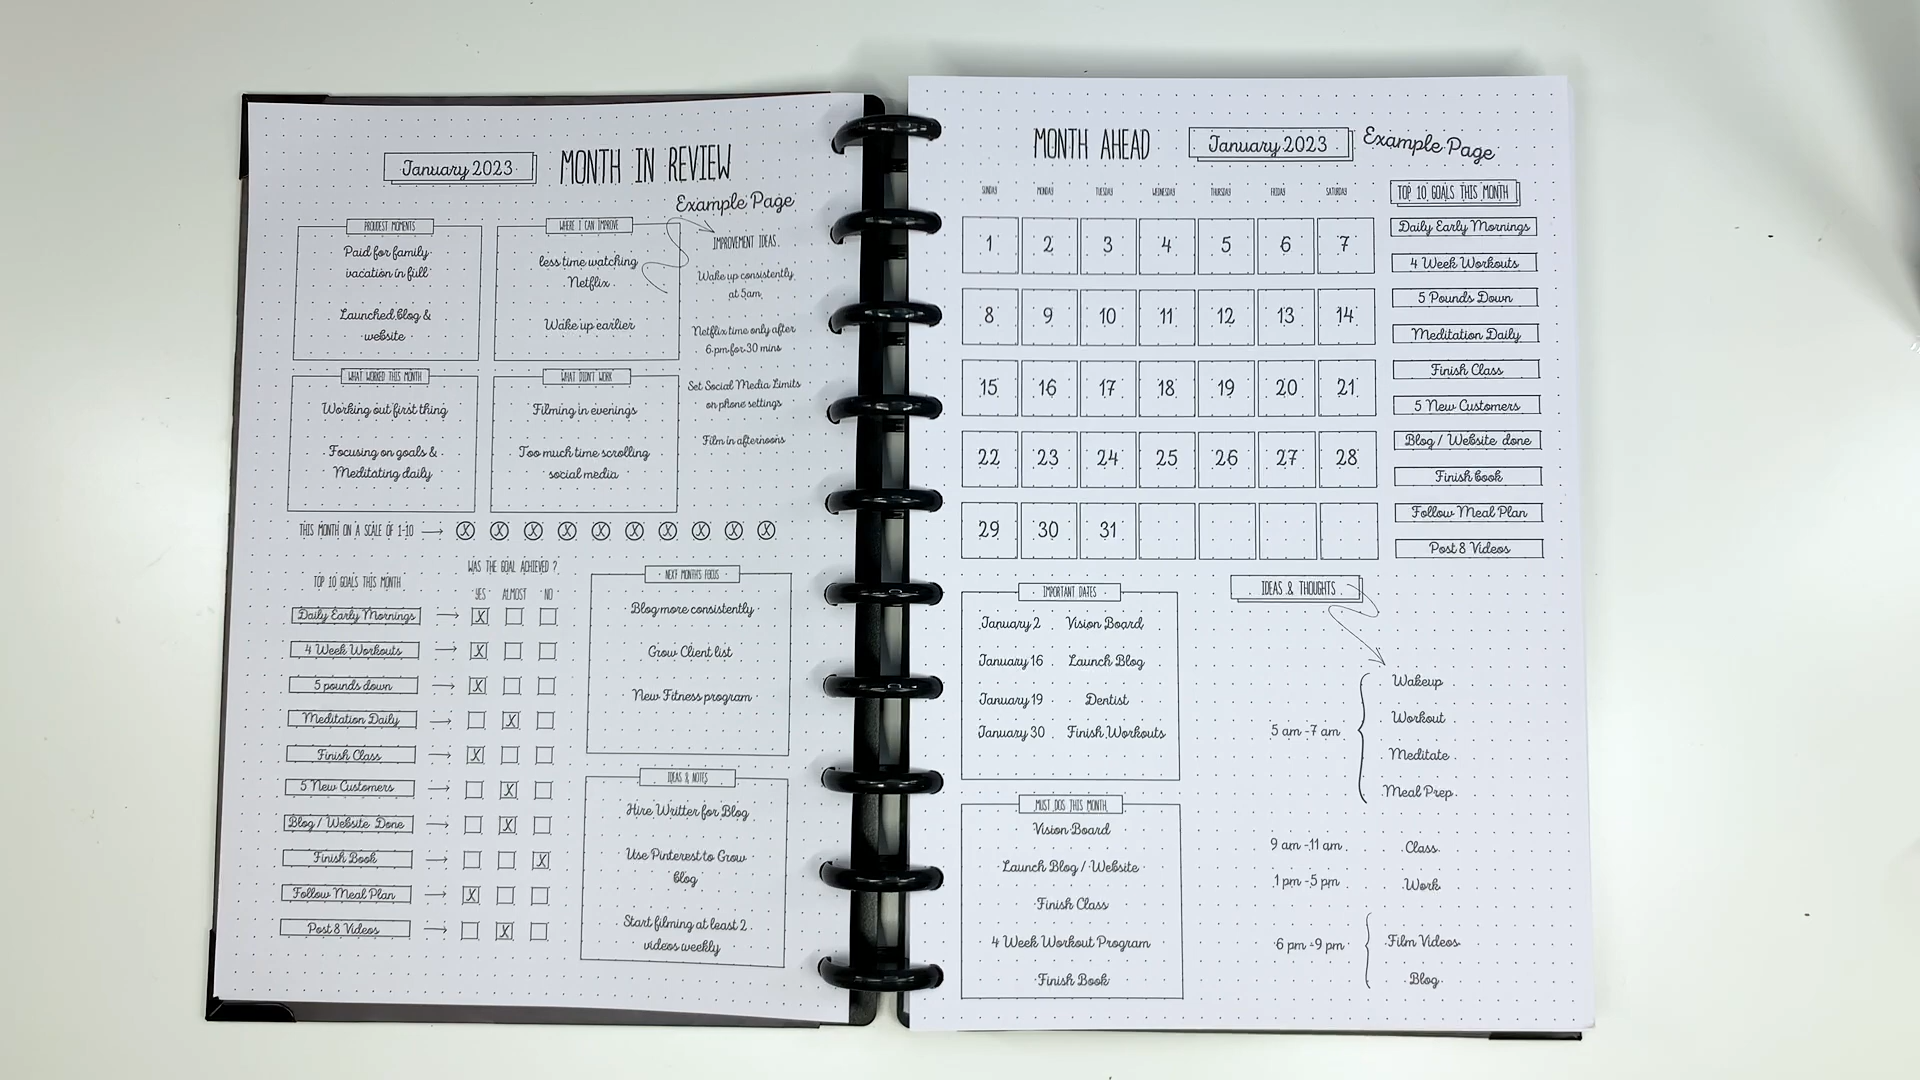 January 2023
MONTH IN REVIEW
Example Page
PROUDEST MOMENTS
Paid for family
vacation in full
Launched blog &
website
WHERE I CAN IMPROVE
less time watching
Netflix
Wake up earlier
IMPROVEMENT IDEAS
Wake up consistently
at 5am
Netflix time only after
6 pm for 30 mins
Set Social Media Limits
on phone settings
Film in afternoons
WHAT WORKED THIS MONTH
Working out first thing
Focusing on goals &
Meditating daily
WHAT DIDN'T WORK
Filming in evenings
Too much time scrolling
social media
THIS MONTH ON A SCALE OF 1-10
X X X X X X X X X X
TOP 10 GOALS THIS MONTH
WAS THE GOAL ACHIEVED ?
YES ALMOST NO
Daily Early Mornings X
4 Week Workouts X
5 pounds down X
Meditation Daily X
Finish Class X
5 New Customers X
Blog / Website Done X
Finish Book X
Follow Meal Plan X
Post 8 Videos X
NEXT MONTH'S FOCUS
Blog more consistently
Grow Client list
New Fitness program
IDEAS & NOTES
Hire Writter for Blog
Use Pinterest to Grow
blog
Start filming at least 2
videos weekly
MONTH AHEAD
January 2023
Example Page
SUNDAY MONDAY TUESDAY WEDNESDAY THURSDAY FRIDAY SATURDAY
1 2 3 4 5 6 7
8 9 10 11 12 13 14
15 16 17 18 19 20 21
22 23 24 25 26 27 28
29 30 31
TOP 10 GOALS THIS MONTH
Daily Early Mornings
4 Week Workouts
5 Pounds Down
Meditation Daily
Finish Class
5 New Customers
Blog / Website done
Finish book
Follow Meal Plan
Post 8 Videos
IMPORTANT DATES
January 2 Vision Board
January 16 Launch Blog
January 19 Dentist
January 30 Finish Workouts
MUST DOS THIS MONTH
Vision Board
Launch Blog / Website
Finish Class
4 Week Workout Program
Finish Book
IDEAS & THOUGHTS
5 am - 7 am
Wakeup
Workout
Meditate
Meal Prep
9 am - 11 am Class
1 pm - 5 pm Work
6 pm - 9 pm
Film Videos
Blog